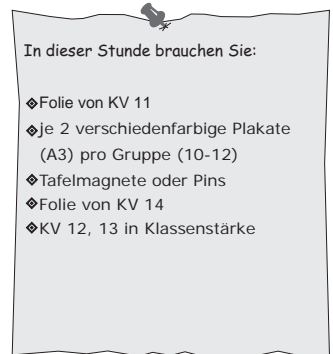 In dieser Stunde brauchen Sie:
◈Folie von KV 11
◈je 2 verschiedenfarbige Plakate
(A3) pro Gruppe (10-12)
◈Tafelmagnete oder Pins
◈Folie von KV 14
◈KV 12, 13 in Klassenstärke